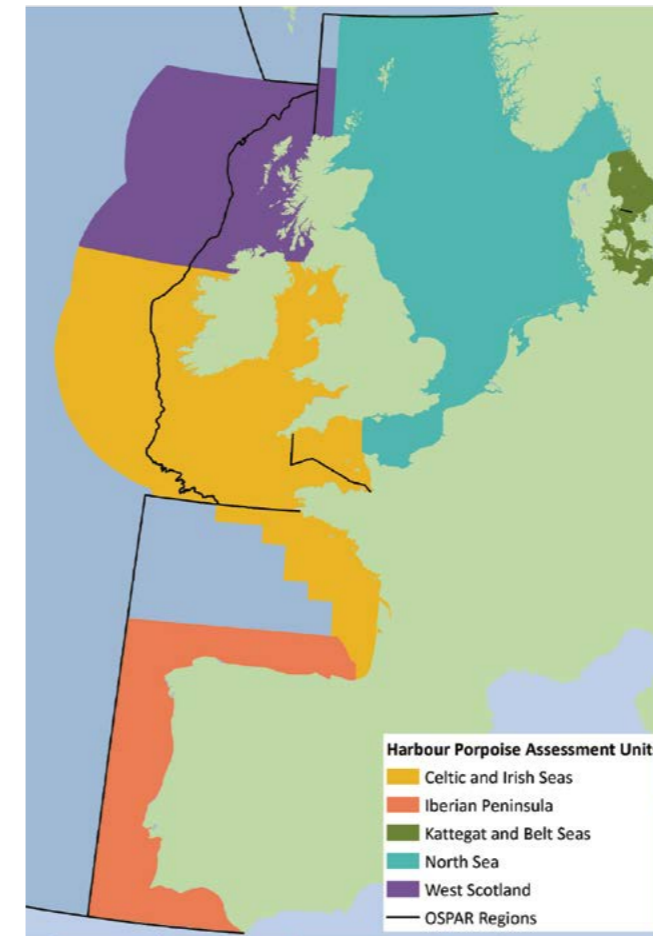 Harbour Porpoise Assessment Unit
Celtic and Irish Seas
Iberian Peninsula
Kattegat and Belt Seas
North Sea
West Scotland
OSPAR Regions